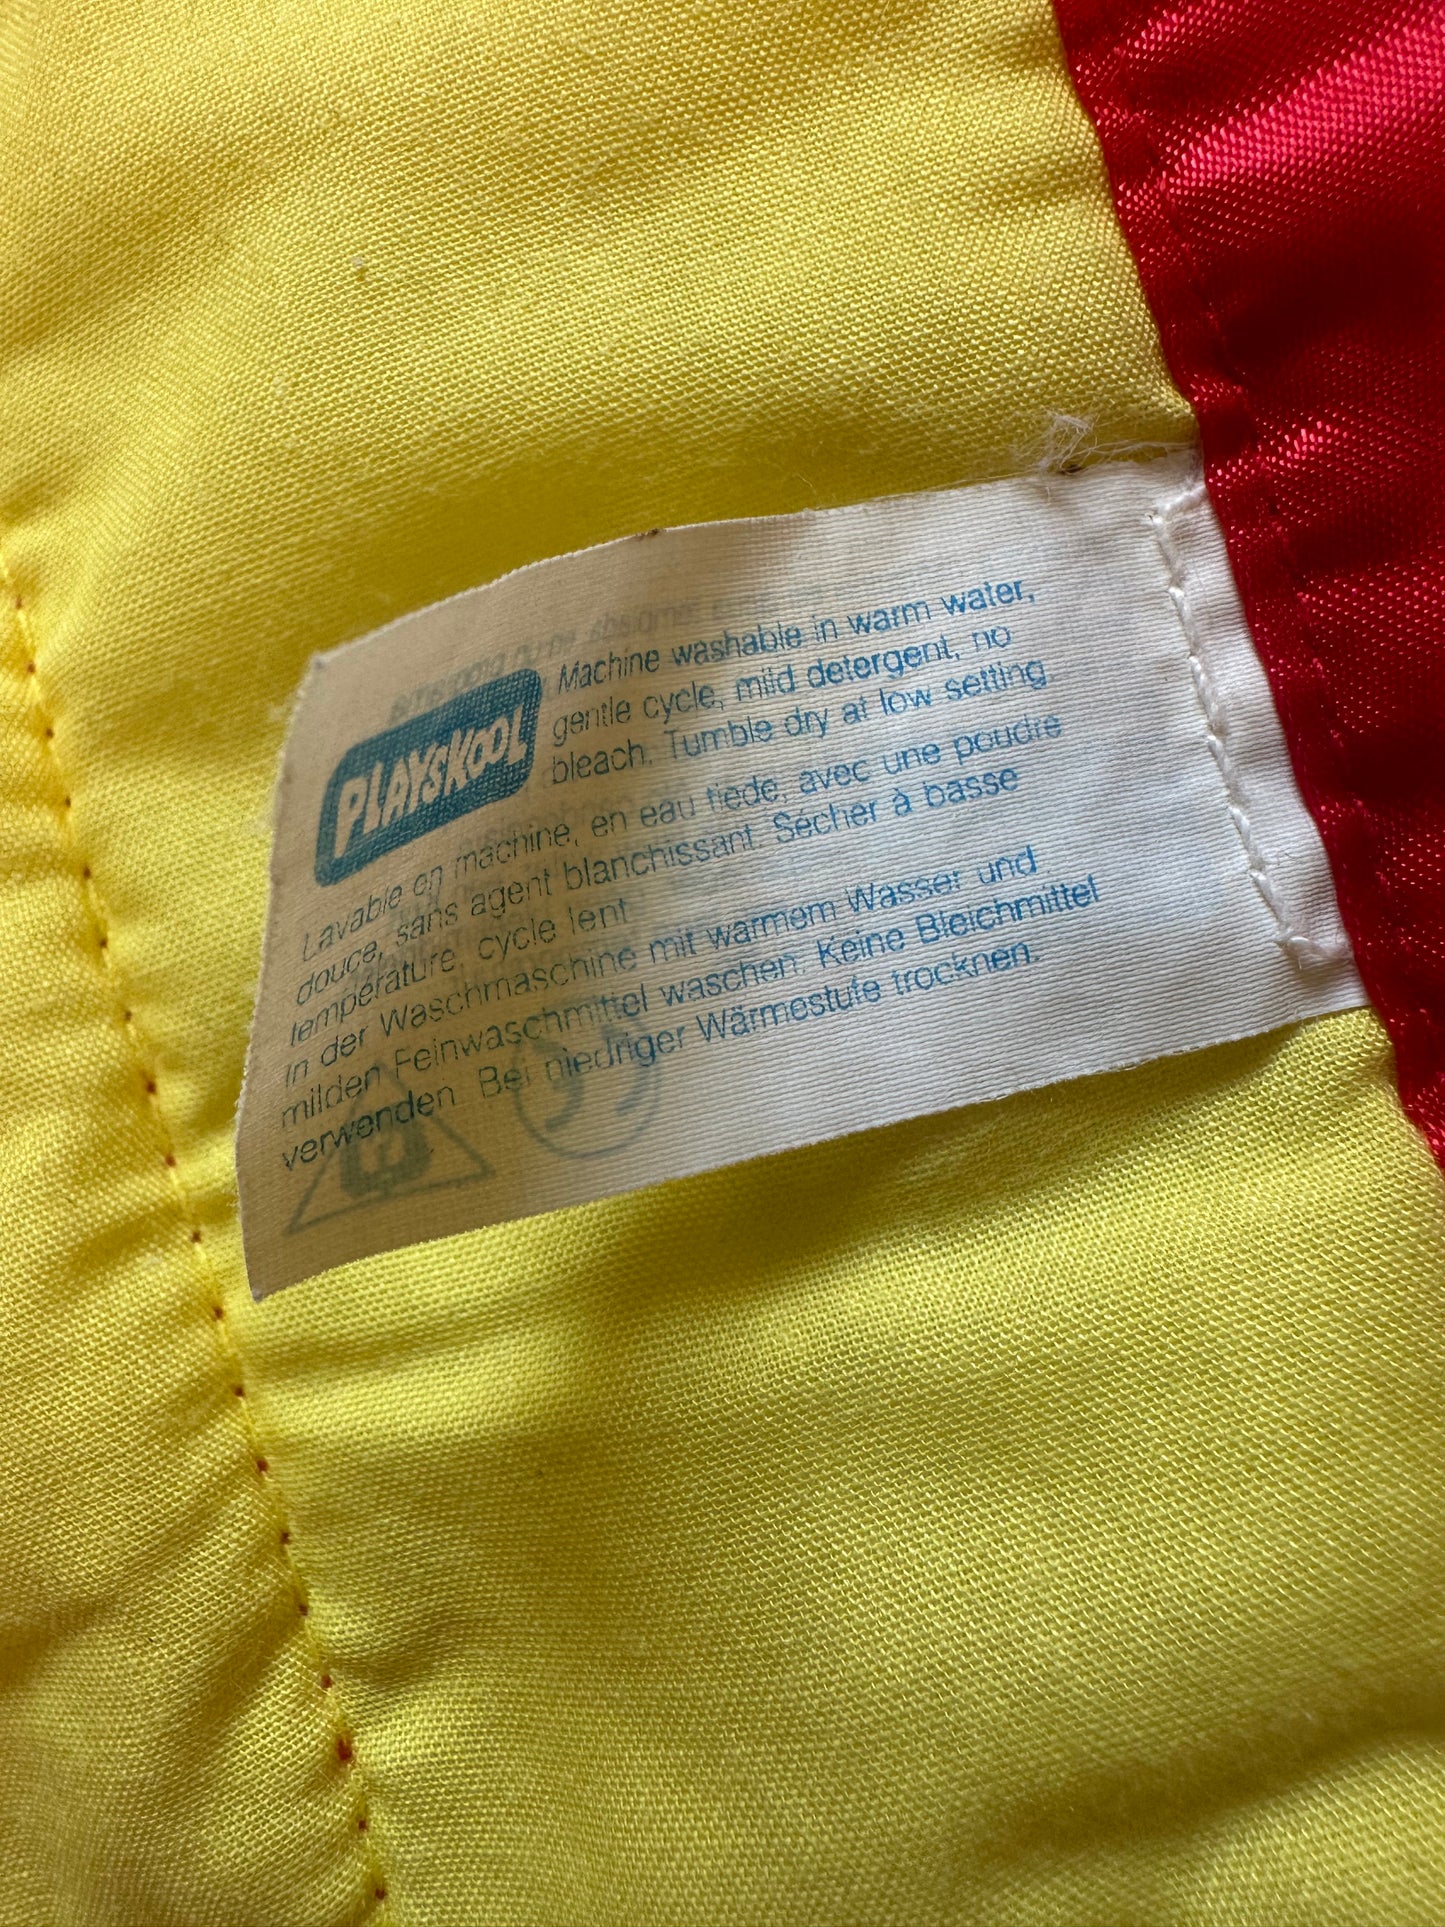 PLAYSKOOL
Machine washable in warm water,
gentle cycle, mild detergent, no
bleach. Tumble dry at low setting.
Lavable en machine, en eau tiede, avec une poudre
douce, sans agent blanchissant. Sécher à basse
température, cycle lent.
In der Waschmaschine mit warmem Wasser und
milden Feinwaschmittel waschen. Keine Bleichmittel
verwenden. Bei niedriger Wärmestufe trocknen.